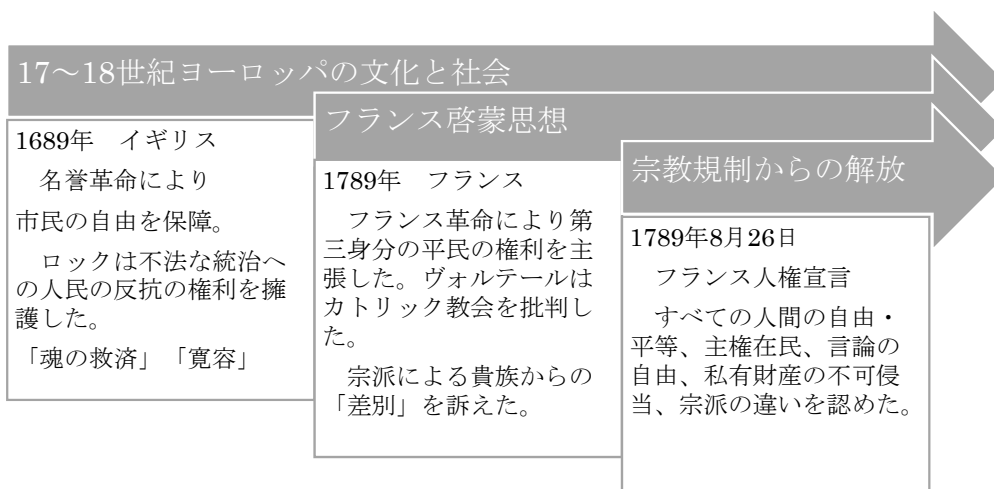 17～18世紀ヨーロッパの文化と社会
1689年　イギリス
　名誉革命により
市民の自由を保障。
　ロックは不法な統治へ
の人民の反抗の権利を擁
護した。
「魂の救済」「寛容」
フランス啓蒙思想
1789年　フランス
　フランス革命により第
三身分の平民の権利を主
張した。ヴォルテールは
カトリック教会を批判し
た。
　宗派による貴族からの
「差別」を訴えた。
宗教規制からの解放
1789年8月26日
　フランス人権宣言
　すべての人間の自由・
平等、主権在民、言論の
自由、私有財産の不可侵
当、宗派の違いを認めた。